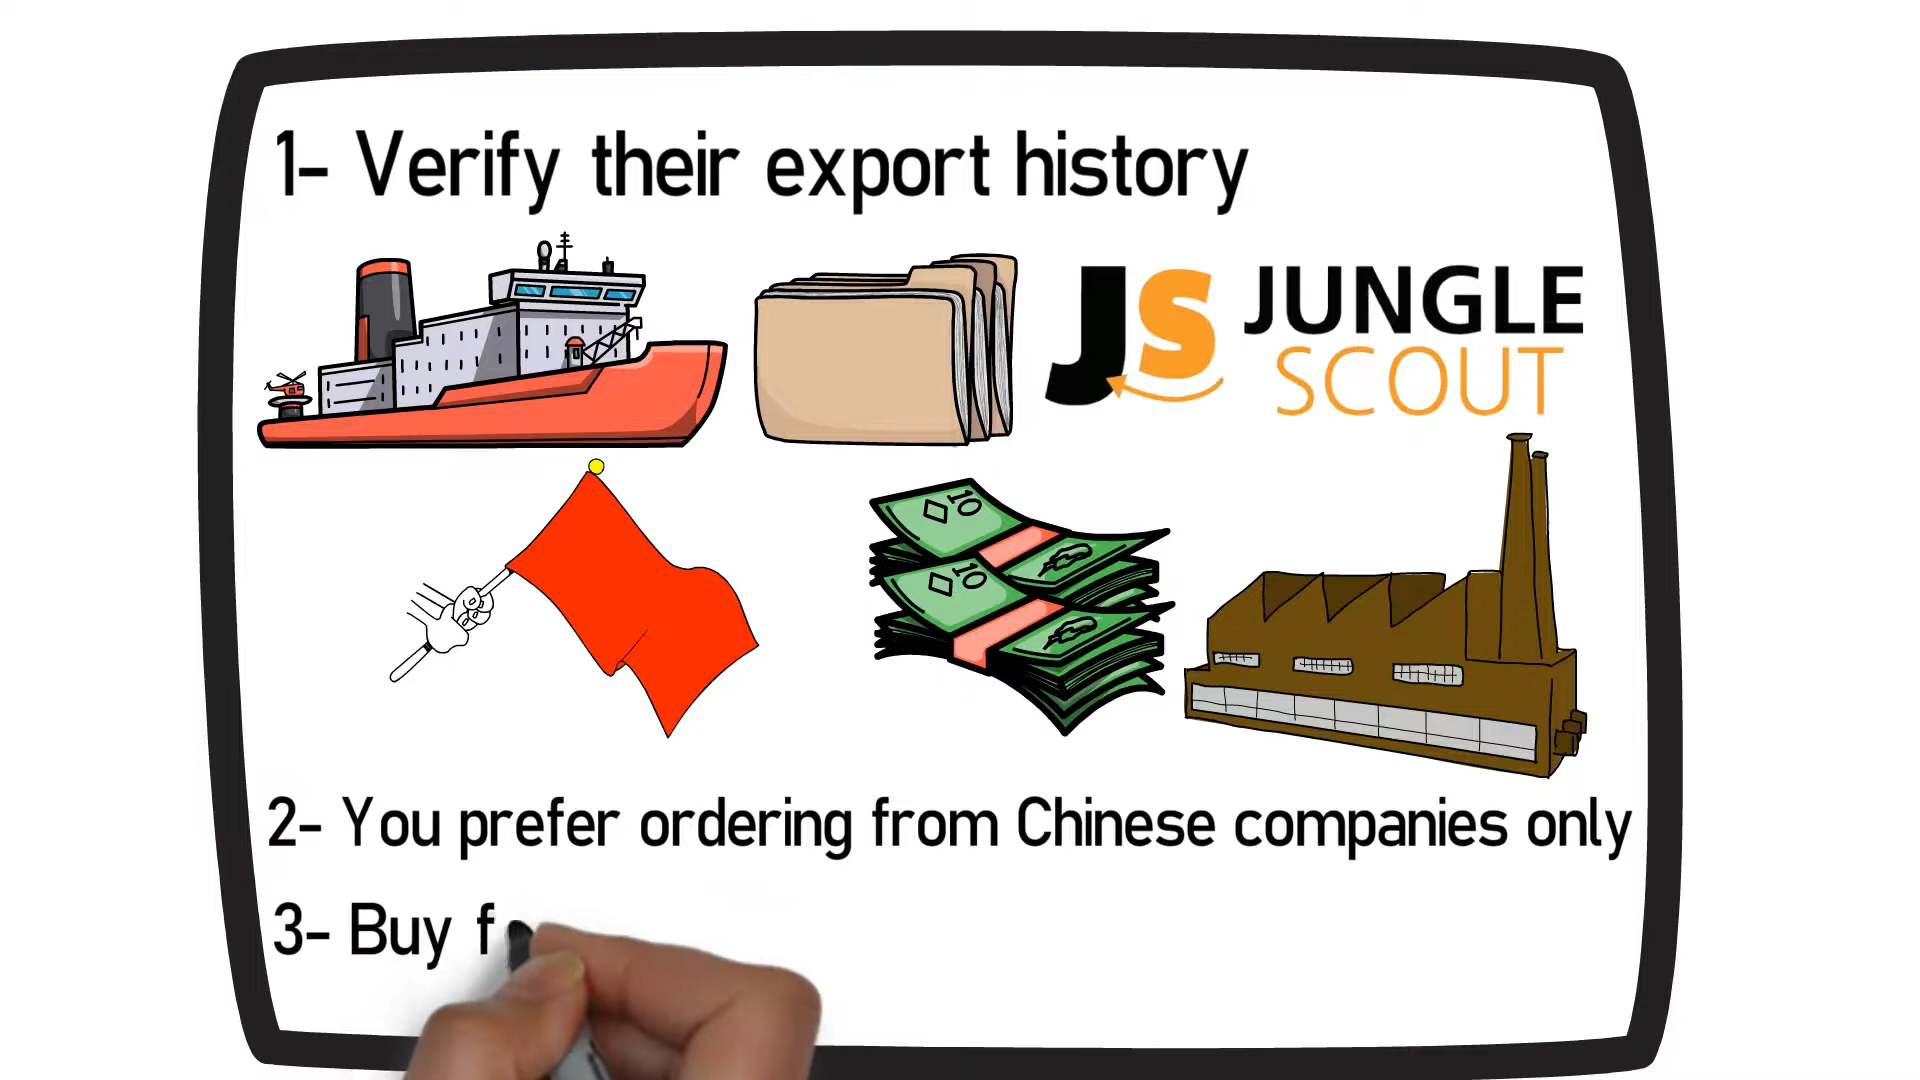 1- Verify their export history
JS JUNGLE
SCOUT
10
10
2- You prefer ordering from Chinese companies only
3- Buy f